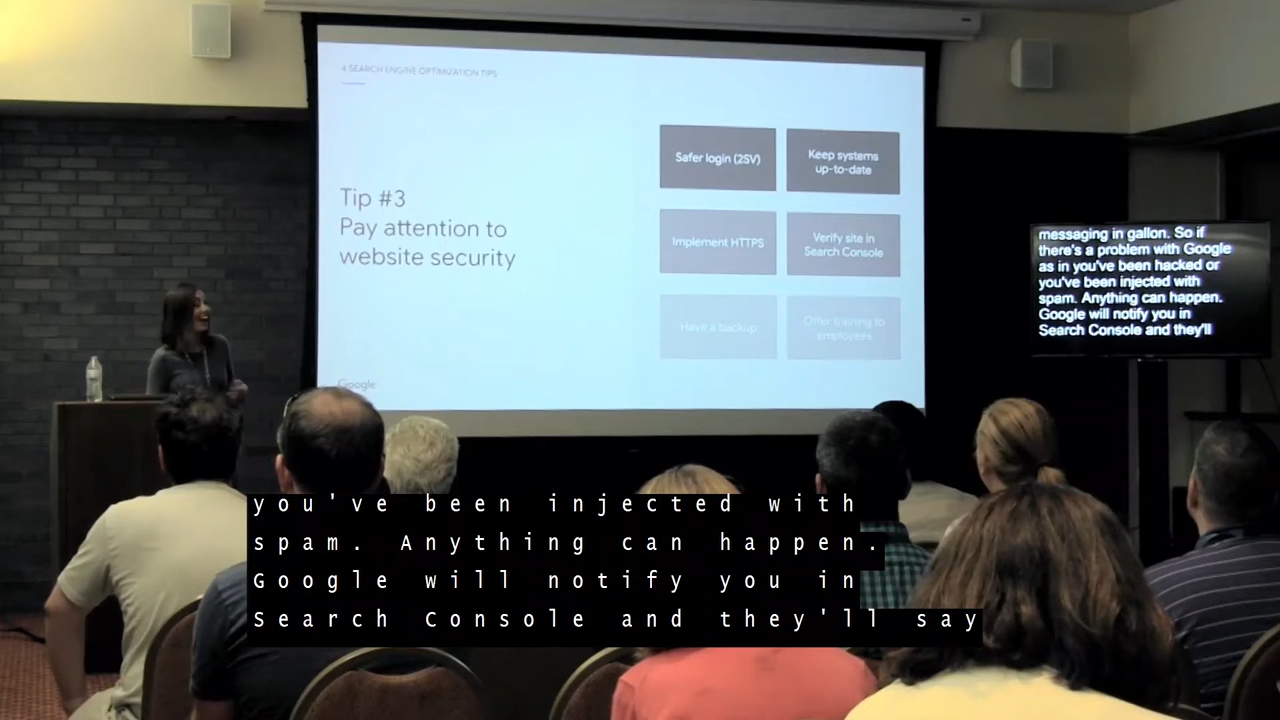 4 SEARCH ENGINE OPTIMIZATION TIPS
Tip #3
Pay attention to
website security
Safer login (2SV)
Keep systems
up-to-date
Implement HTTPS
Verify site in
Search Console
Have a backup
Offer training to
employees
Google
messaging in gallon. So if
there's a problem with Google
as in you've been hacked or
you've been injected with
spam. Anything can happen.
Google will notify you in
Search Console and they'll
you've been injected with
spam. Anything can happen.
Google will notify you in
Search Console and they'll say